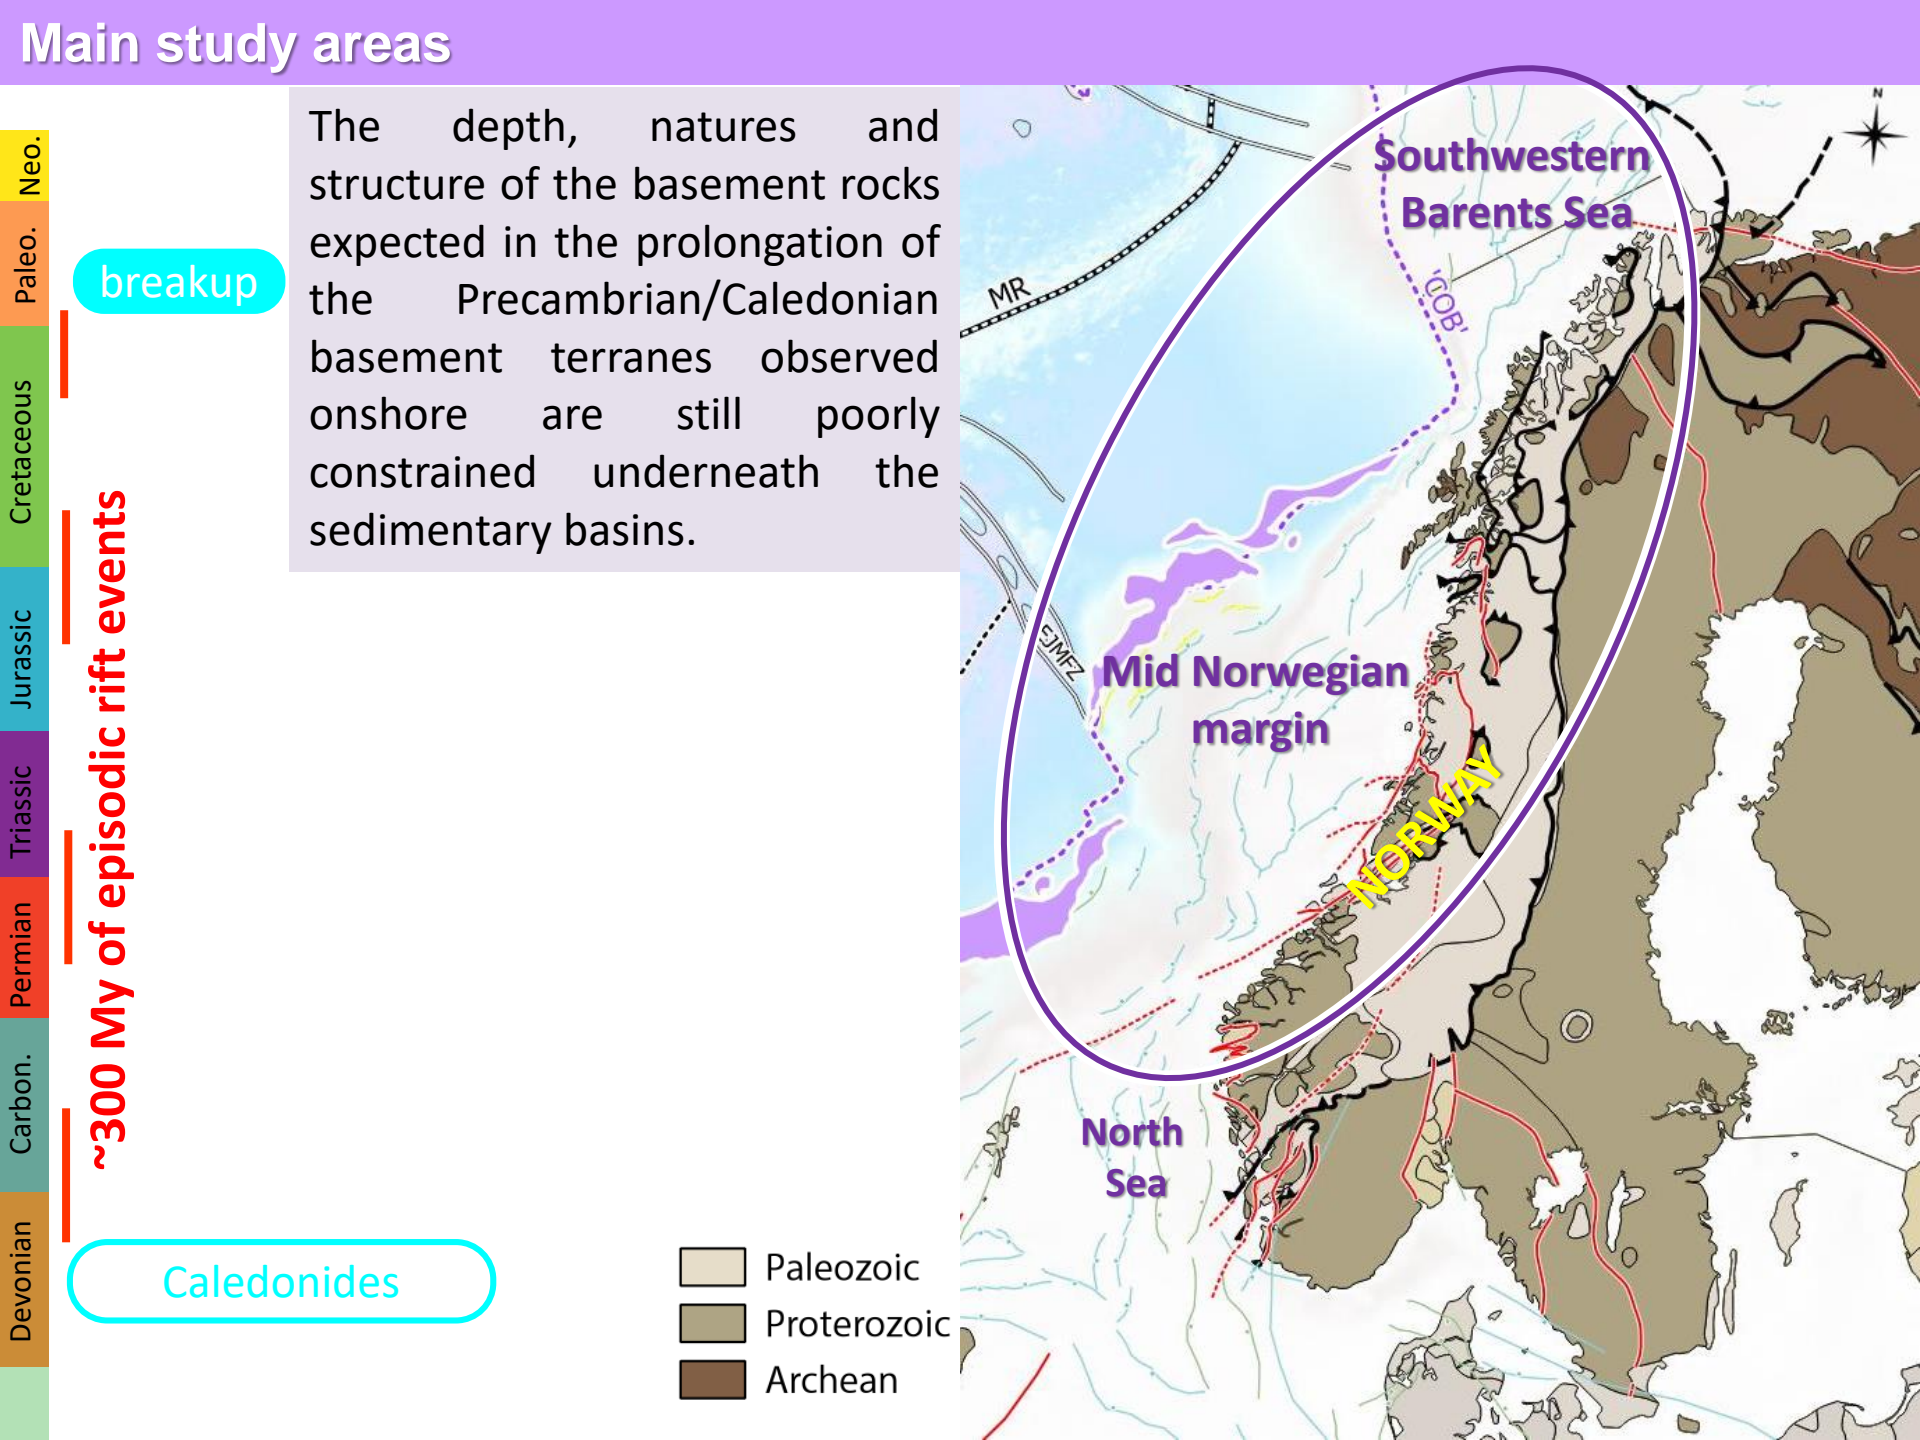 Main study areas
Neo.
Paleo.
Cretaceous
Jurassic
Triassic
Permian
Carbon.
Devonian
breakup
~300 My of episodic rift events
Caledonides
The depth, natures and
structure of the basement rocks
expected in the prolongation of
the Precambrian/Caledonian
basement terranes observed
onshore are still poorly
constrained underneath the
sedimentary basins.
Paleozoic
Proterozoic
Archean
N
Southwestern
Barents Sea
MR
'COB'
EJMFZ
Mid Norwegian
margin
NORWAY
North
Sea